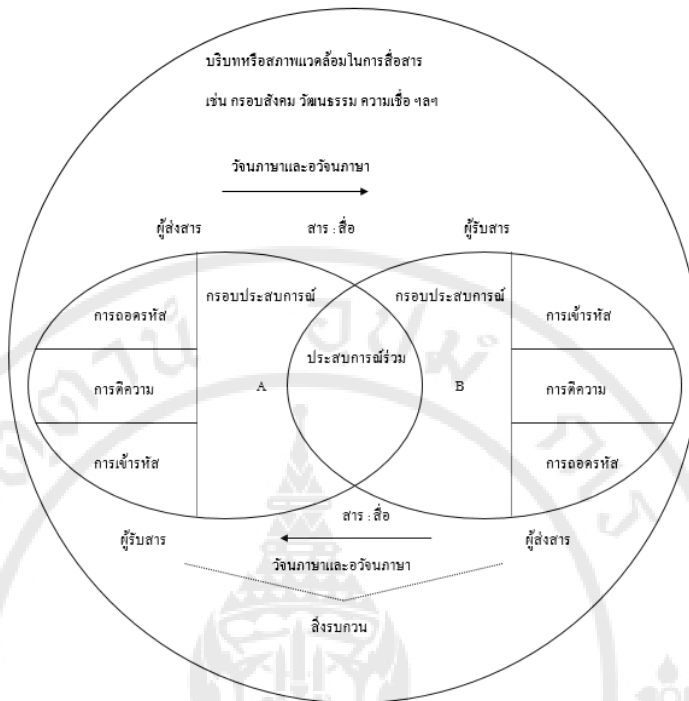 บริบทหรือสภาพแวดล้อมในการสื่อสาร
เช่น กรอบสังคม วัฒนธรรม ความเชื่อ ฯลฯ
วัจนภาษาและอวัจนภาษา
ผู้ส่งสาร สาร : สื่อ ผู้รับสาร
กรอบประสบการณ์ กรอบประสบการณ์
การถอดรหัส การเข้ารหัส
ประสบการณ์ร่วม
การตีความ A B การตีความ
การเข้ารหัส การถอดรหัส
สาร : สื่อ
ผู้รับสาร ผู้ส่งสาร
วัจนภาษาและอวัจนภาษา
สิ่งรบกวน